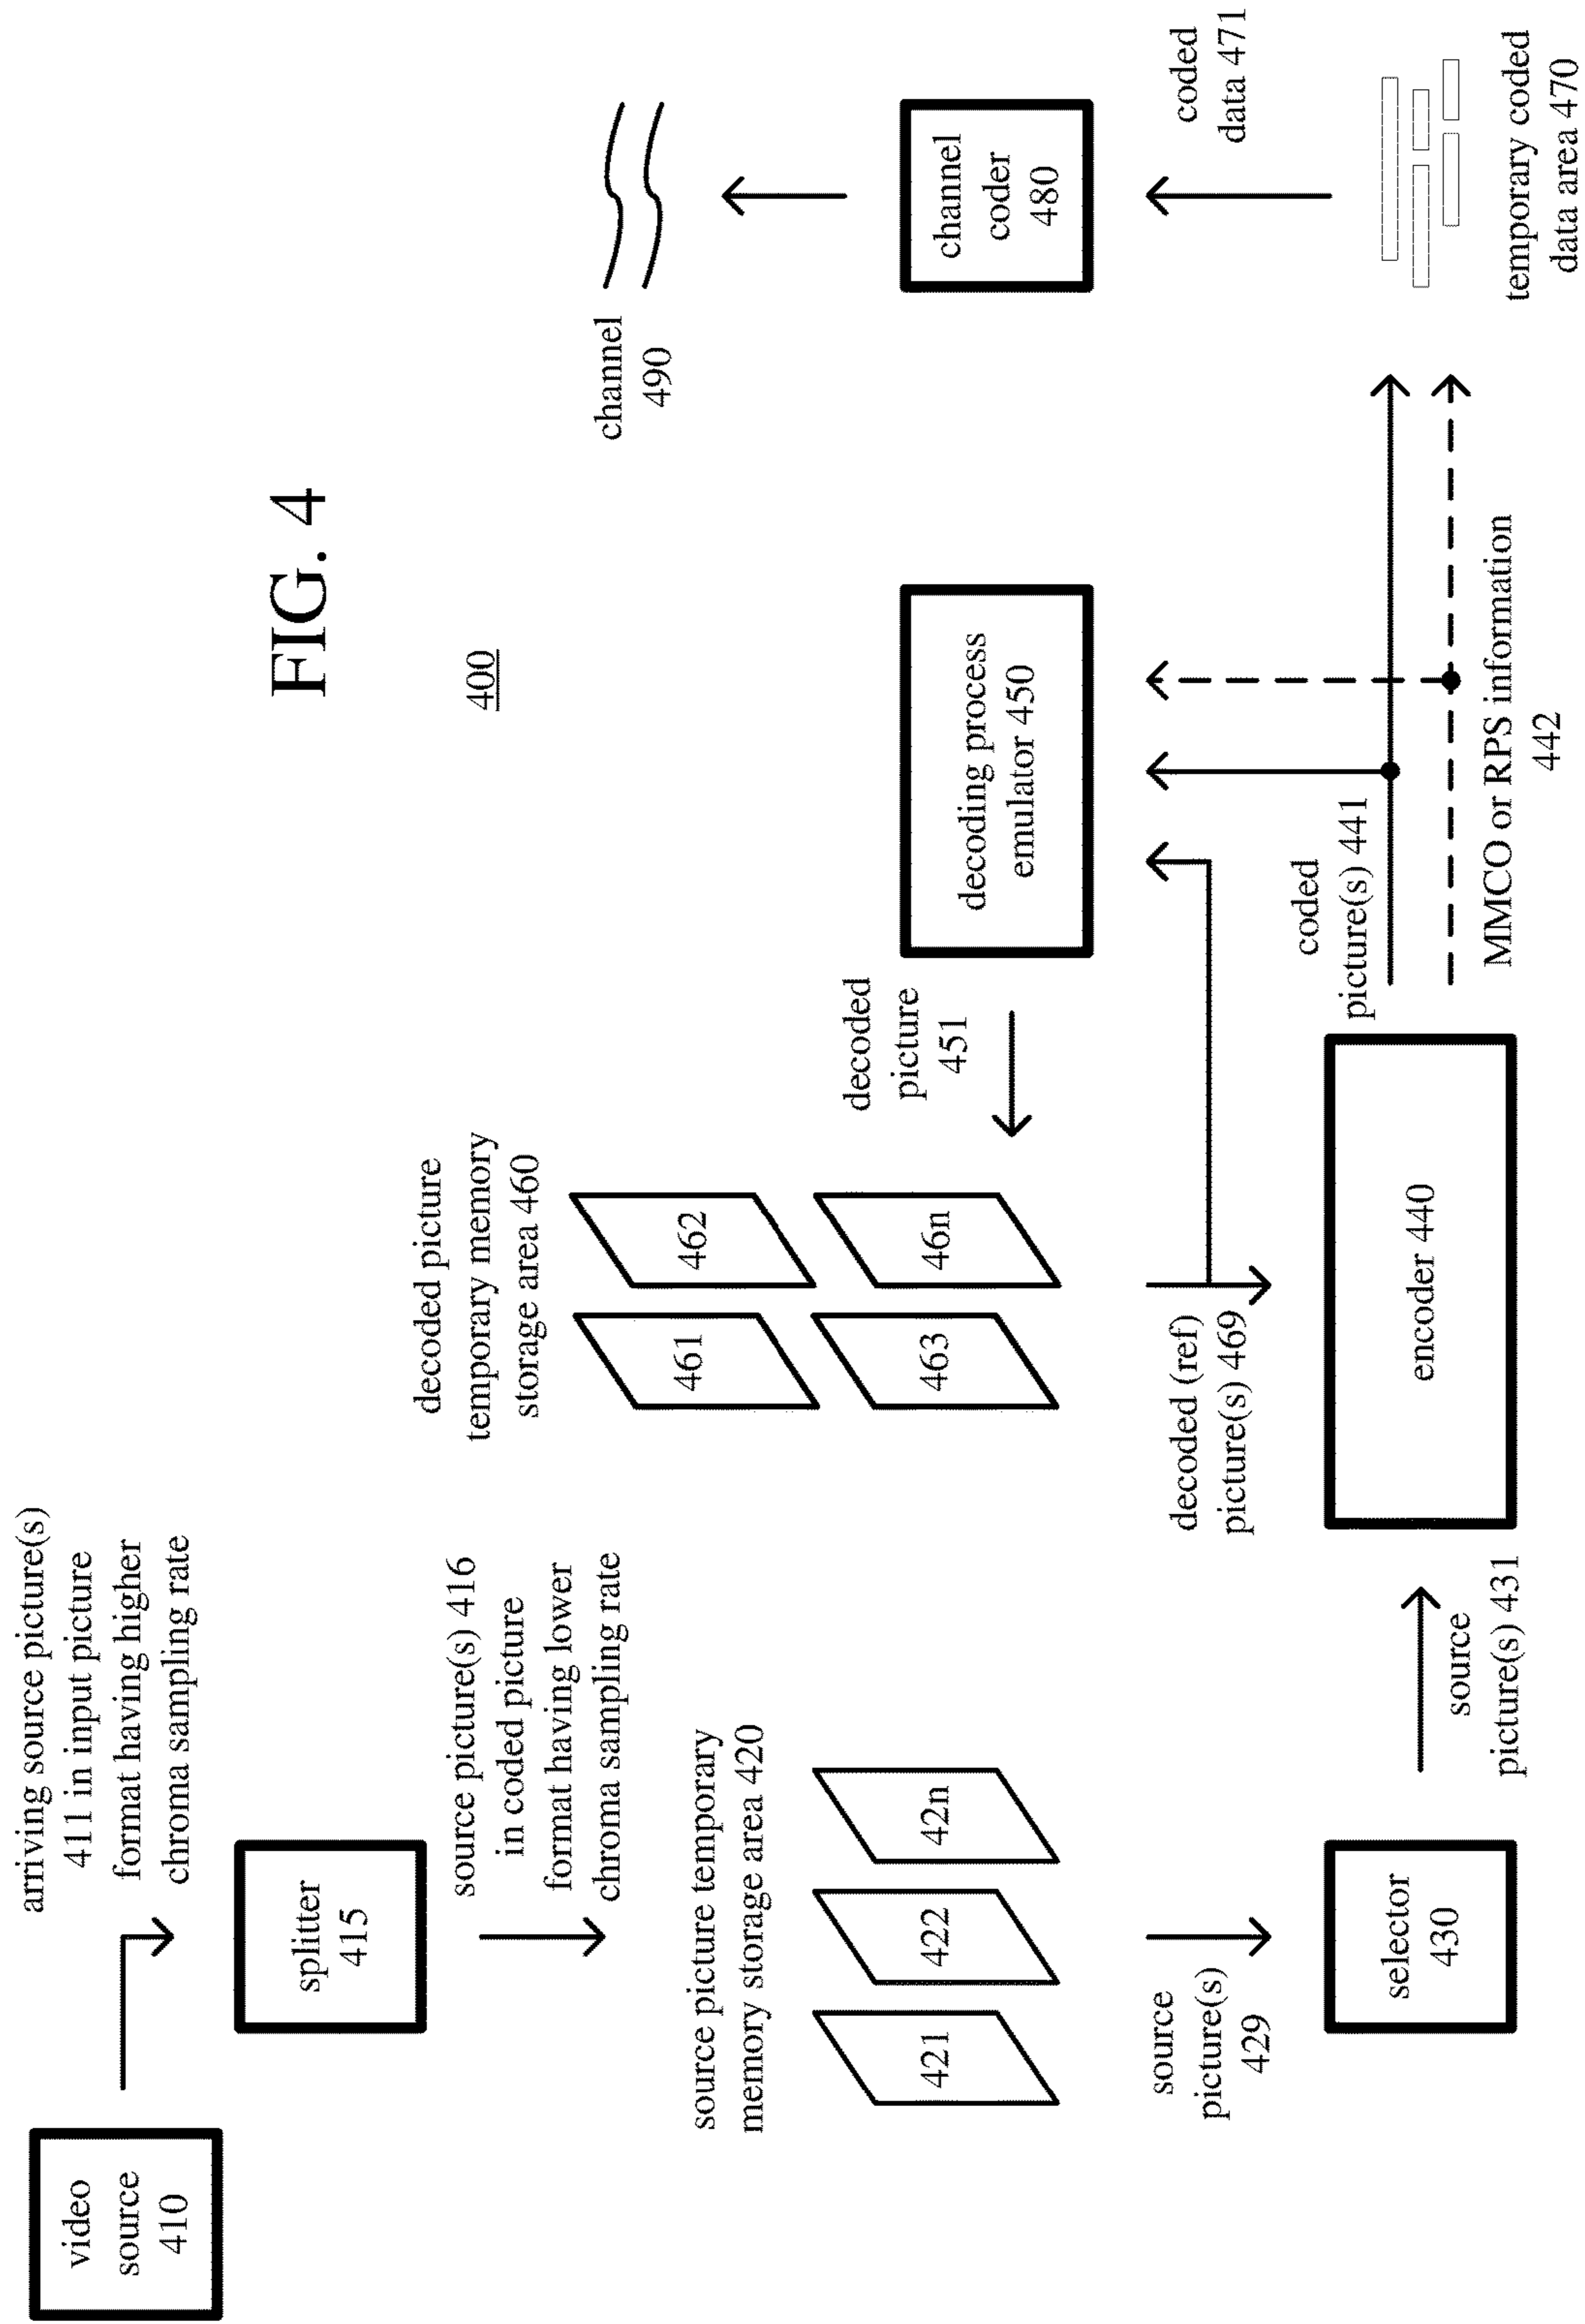 FIG. 4
400
video
source
410
arriving source picture(s)
411 in input picture
format having higher
chroma sampling rate
splitter
415
source picture(s) 416
in coded picture
format having lower
chroma sampling rate
source picture temporary
memory storage area 420
421
422
42n
source
picture(s)
429
selector
430
source
picture(s) 431
encoder 440
decoded picture
temporary memory
storage area 460
461
462
463
46n
decoded (ref)
picture(s) 469
decoded
picture
451
decoding process
emulator 450
coded
picture(s) 441
MMCO or RPS information
442
channel
490
channel
coder
480
coded
data 471
temporary coded
data area 470